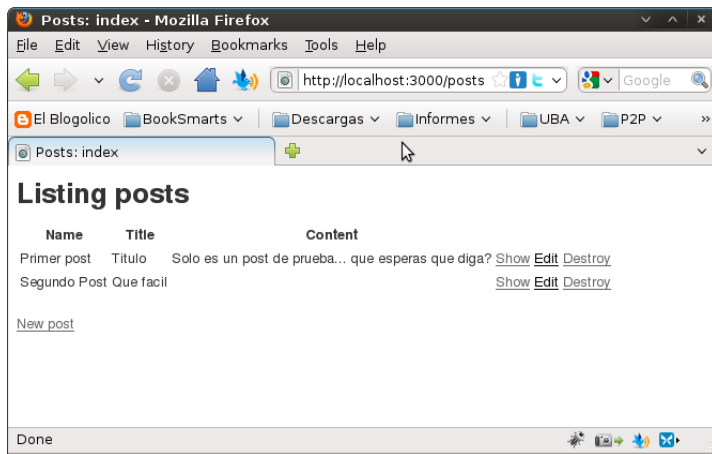 Posts: index - Mozilla Firefox
File Edit View History Bookmarks Tools Help
http://localhost:3000/posts Google
El Blogolico BookSmarts Descargas Informes UBA P2P »
Posts: index
Listing posts
Name Title Content
Primer post Titulo Solo es un post de prueba... que esperas que diga? Show Edit Destroy
Segundo Post Que facil Show Edit Destroy
New post
Done